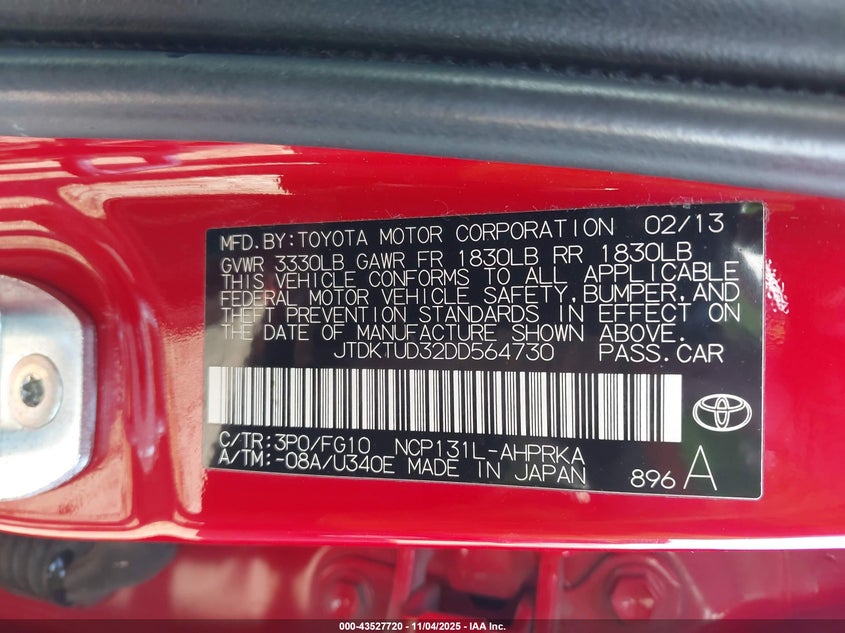 MFD.BY:TOYOTA MOTOR CORPORATION 02/13
GVWR 3330LB GAWR FR 1830LB RR 1830LB
THIS VEHICLE CONFORMS TO ALL APPLICABLE
FEDERAL MOTOR VEHICLE SAFETY,BUMPER,AND
THEFT PREVENTION STANDARDS IN EFFECT ON
THE DATE OF MANUFACTURE SHOWN ABOVE.
JTDKTUD32DD564730 PASS.CAR
C/TR:3P0/FG10 NCP131L-AHPRKA
A/TM:-08A/U340E MADE IN JAPAN 896 A
000-43527720 - 11/04/2025 - IAA Inc.